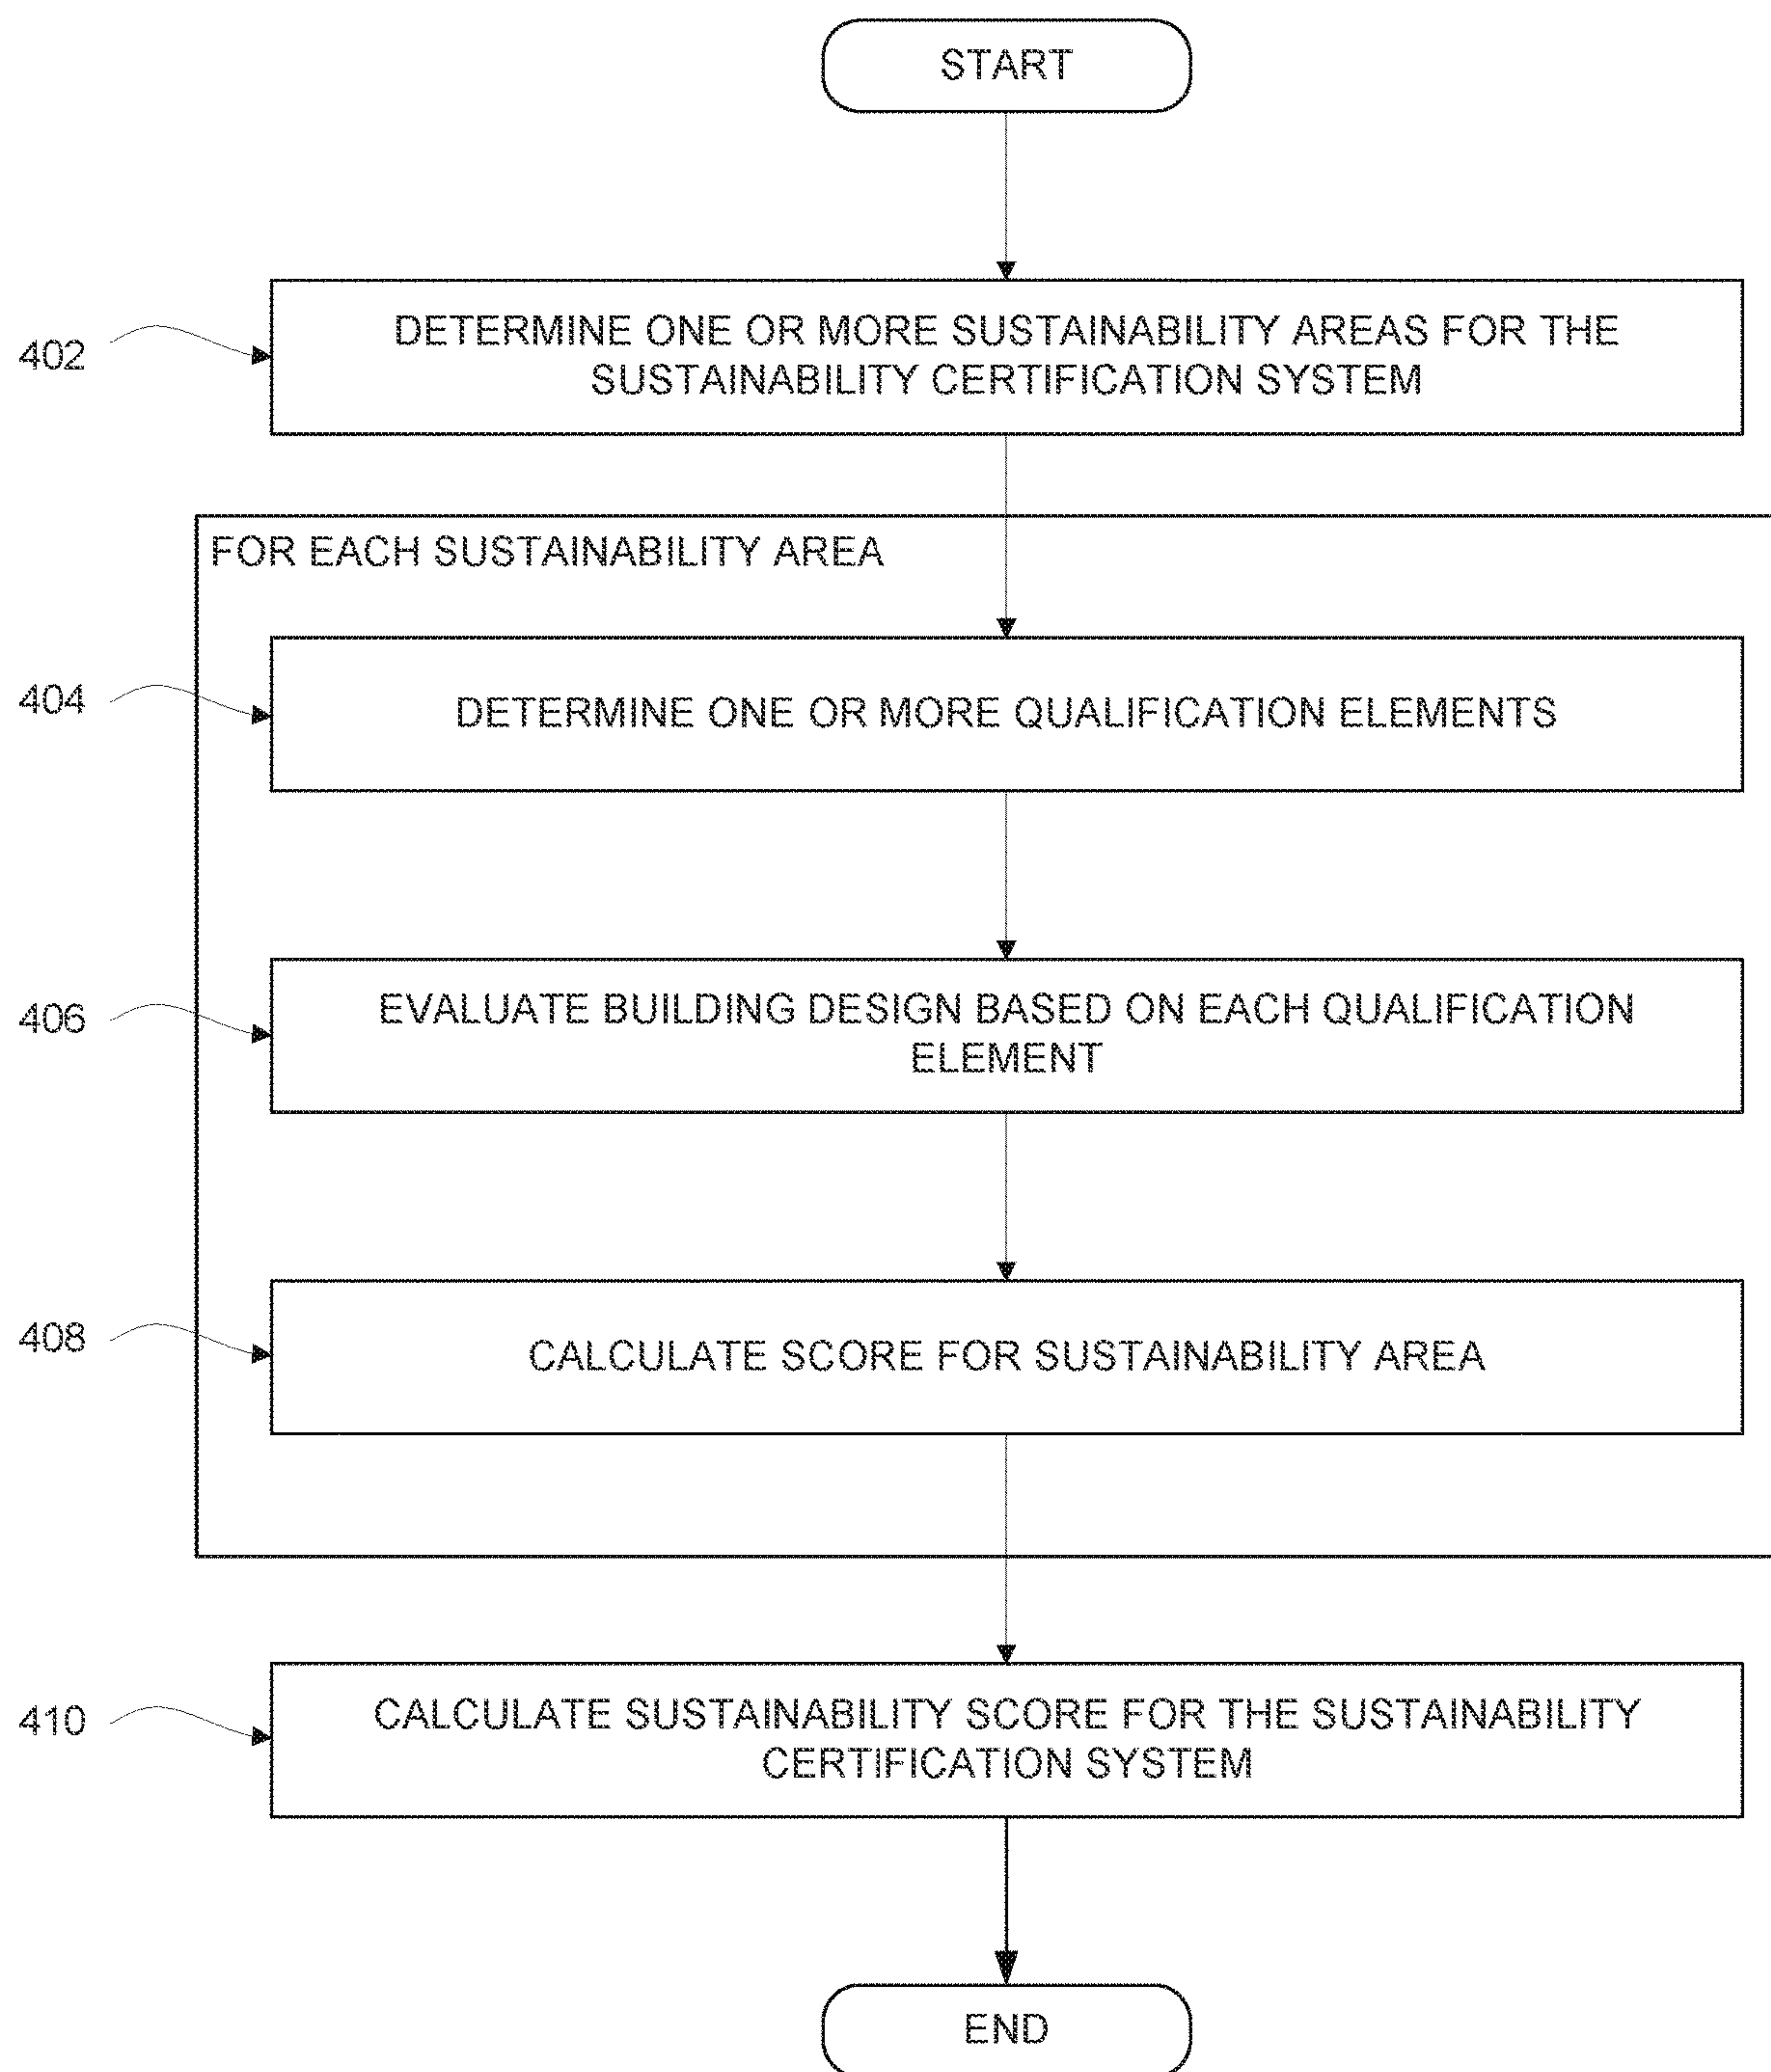 START
402
DETERMINE ONE OR MORE SUSTAINABILITY AREAS FOR THE
SUSTAINABILITY CERTIFICATION SYSTEM
FOR EACH SUSTAINABILITY AREA
404
DETERMINE ONE OR MORE QUALIFICATION ELEMENTS
406
EVALUATE BUILDING DESIGN BASED ON EACH QUALIFICATION
ELEMENT
408
CALCULATE SCORE FOR SUSTAINABILITY AREA
410
CALCULATE SUSTAINABILITY SCORE FOR THE SUSTAINABILITY
CERTIFICATION SYSTEM
END